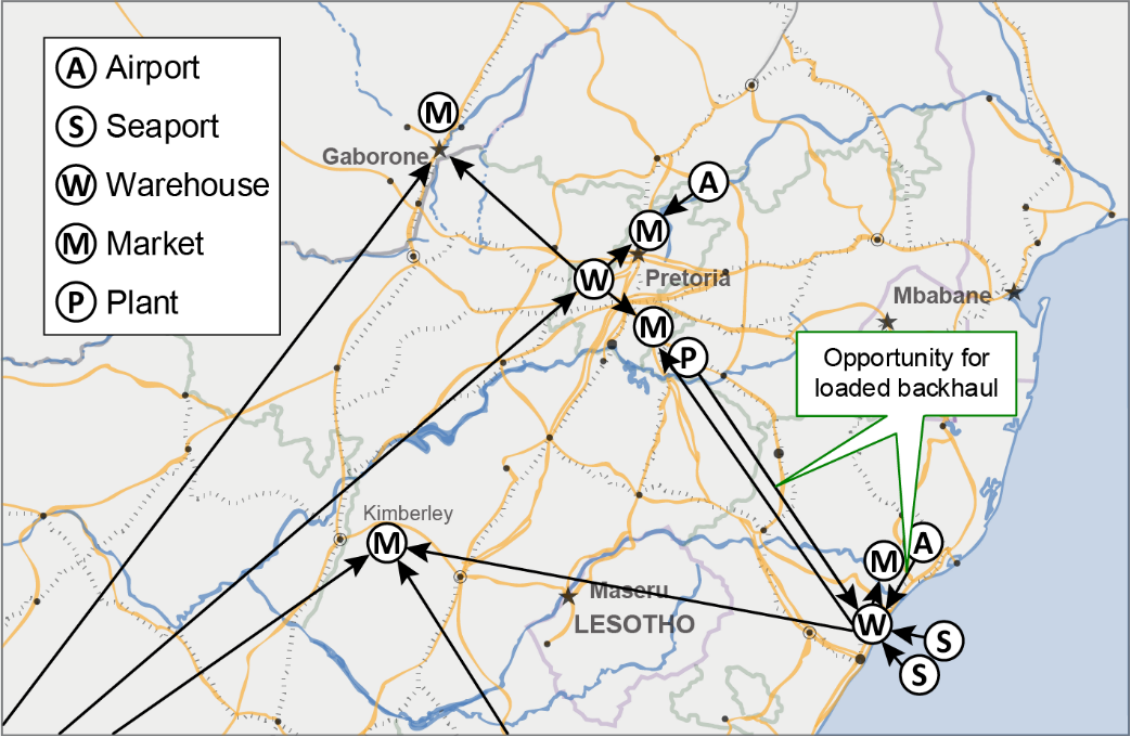 A Airport
S Seaport
W Warehouse
M Market
P Plant
M
Gaborone
A
M
W
Pretoria
Mbabane
M
P
Opportunity for
loaded backhaul
Kimberley
M
A
M
Maseru
LESOTHO
W
S
S